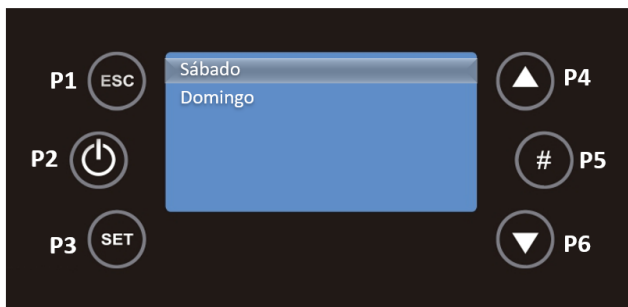 P1 ESC
Sábado
Domingo
P4
P2
# P5
P3 SET
P6